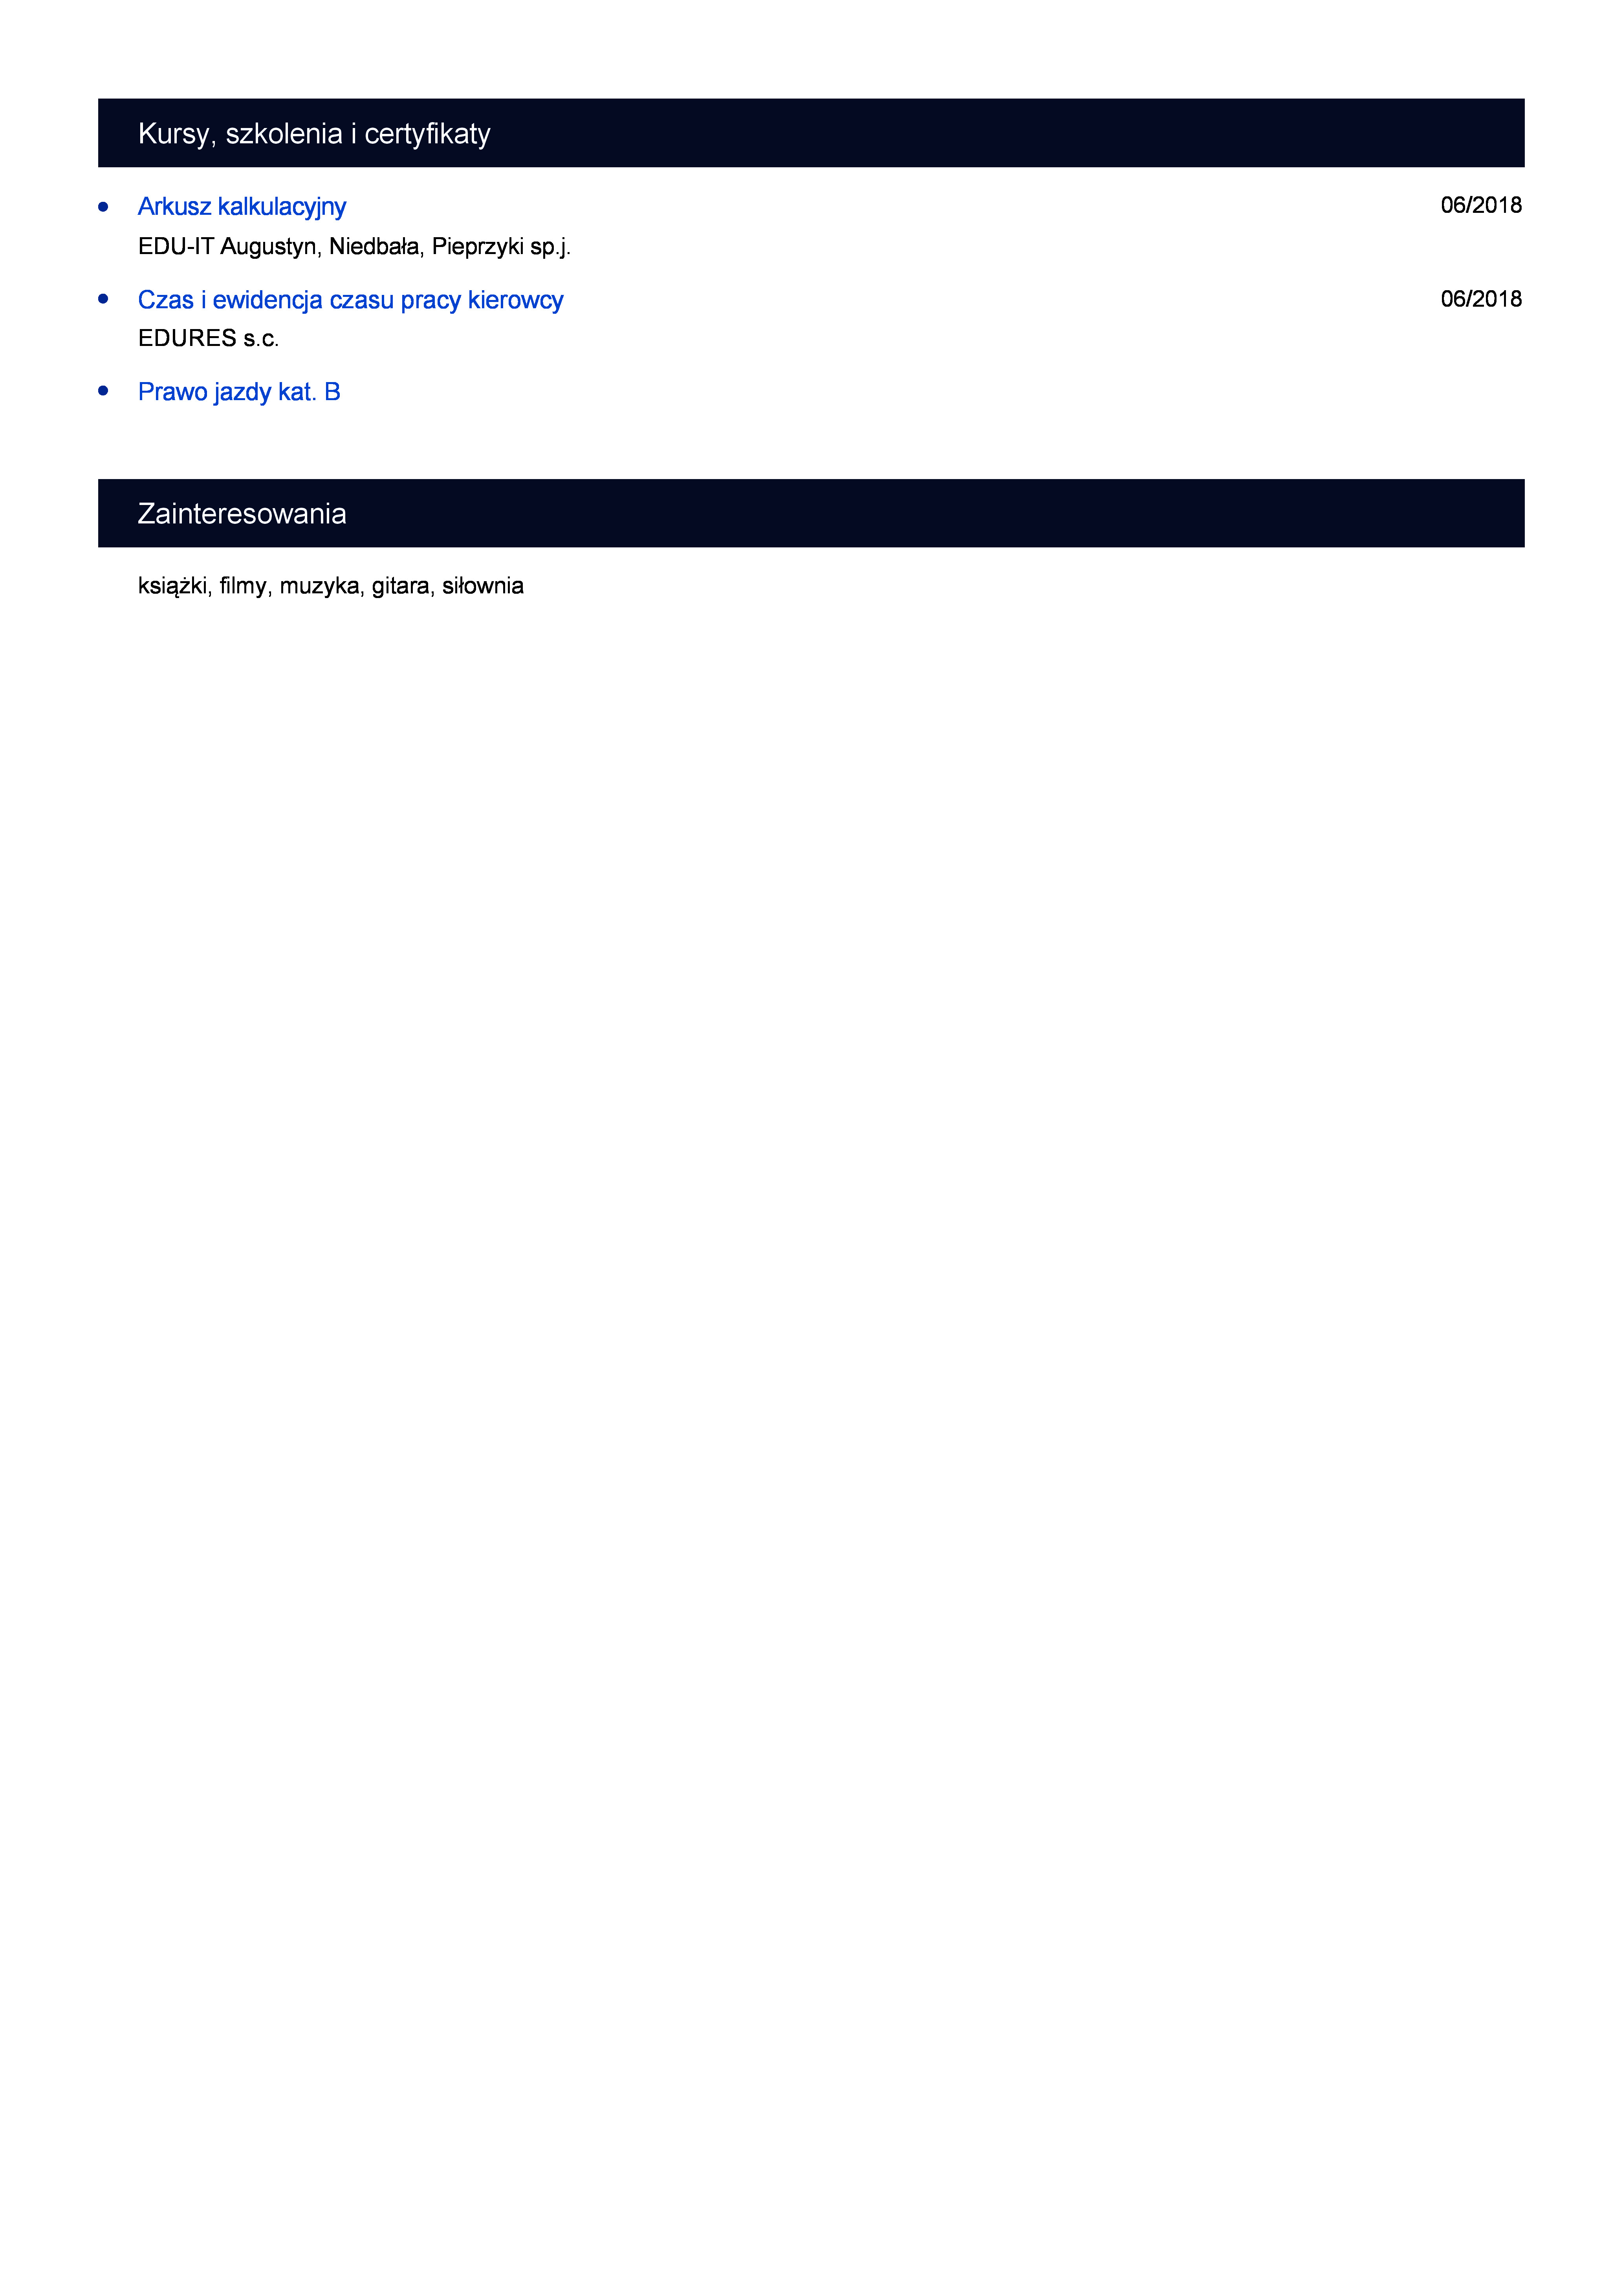 Kursy, szkolenia i certyfikaty
Arkusz kalkulacyjny 06/2018
EDU-IT Augustyn, Niedbała, Pieprzyki sp.j.
Czas i ewidencja czasu pracy kierowcy 06/2018
EDURES s.c.
Prawo jazdy kat. B
Zainteresowania
książki, filmy, muzyka, gitara, siłownia